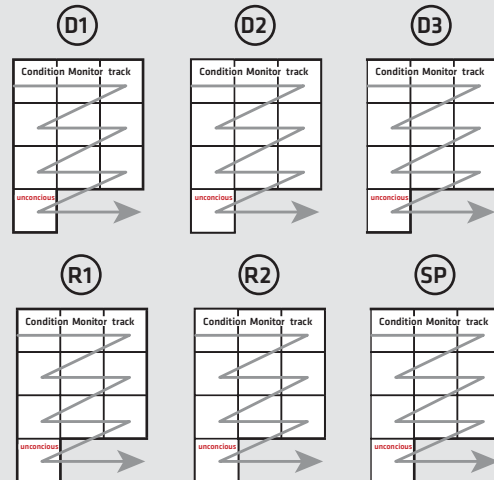 D1 D2 D3
Condition Monitor track Condition Monitor track Condition Monitor track
unconcious unconcious unconcious
R1 R2 SP
Condition Monitor track Condition Monitor track Condition Monitor track
unconcious unconcious unconcious